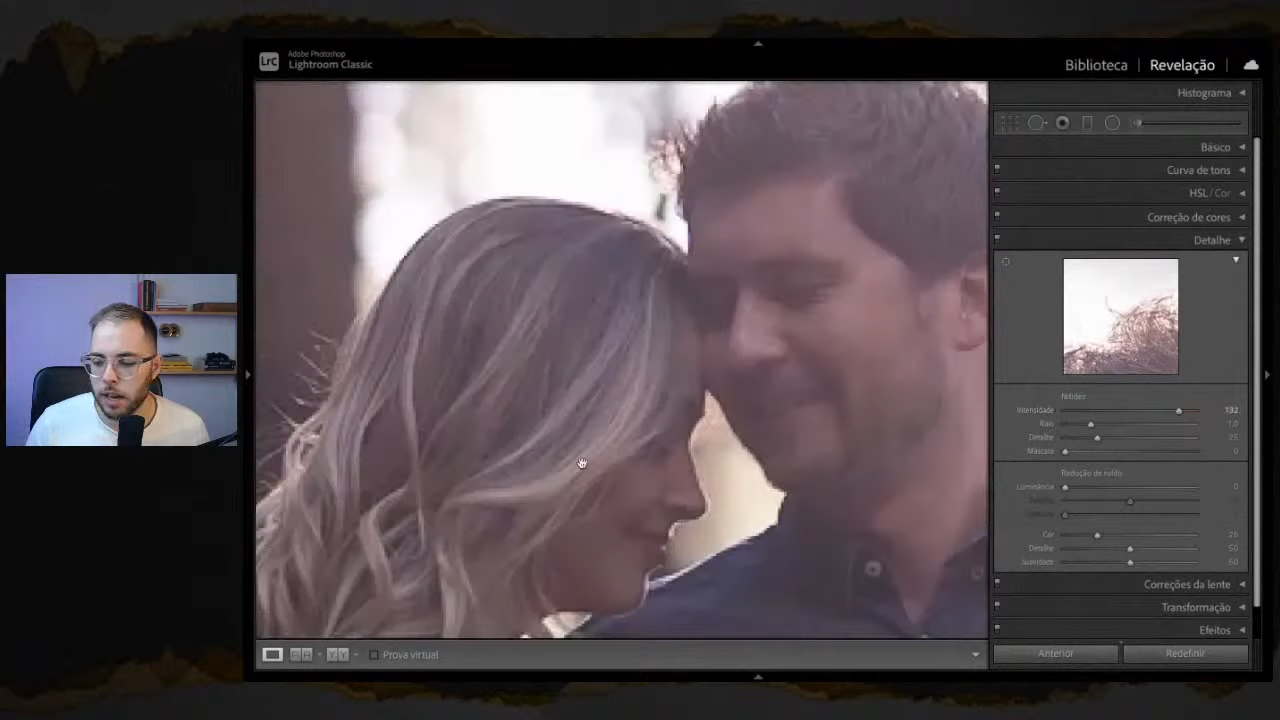 LrC
Adobe Photoshop
Lightroom Classic
Biblioteca | Revelação |
Histograma
Básico
Curva de tons
HSL / Cor
Correção de cores
Detalhe
Nitidez
Intensidade 132
Raio 1,0
Detalhe 25
Máscara 0
Redução de ruído
Luminância 0
Cor 26
Detalhe 50
Suavidade 50
Correções da lente
Transformação
Efeitos
Prova virtual
Anterior
Redefinir